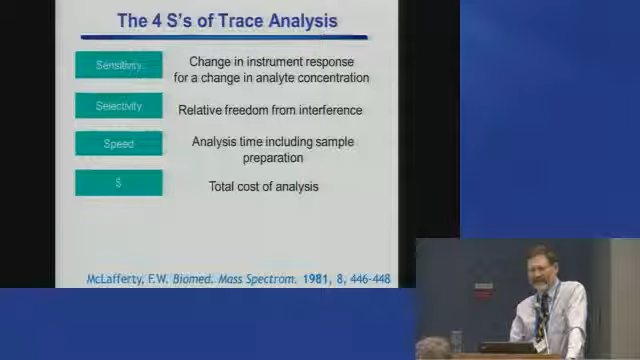 The 4 S's of Trace Analysis
Sensitivity
Change in instrument response
for a change in analyte concentration
Selectivity
Relative freedom from interference
Speed
Analysis time including sample
preparation
$
Total cost of analysis
McLafferty, F.W. Biomed. Mass Spectrom. 1981, 8, 446-448